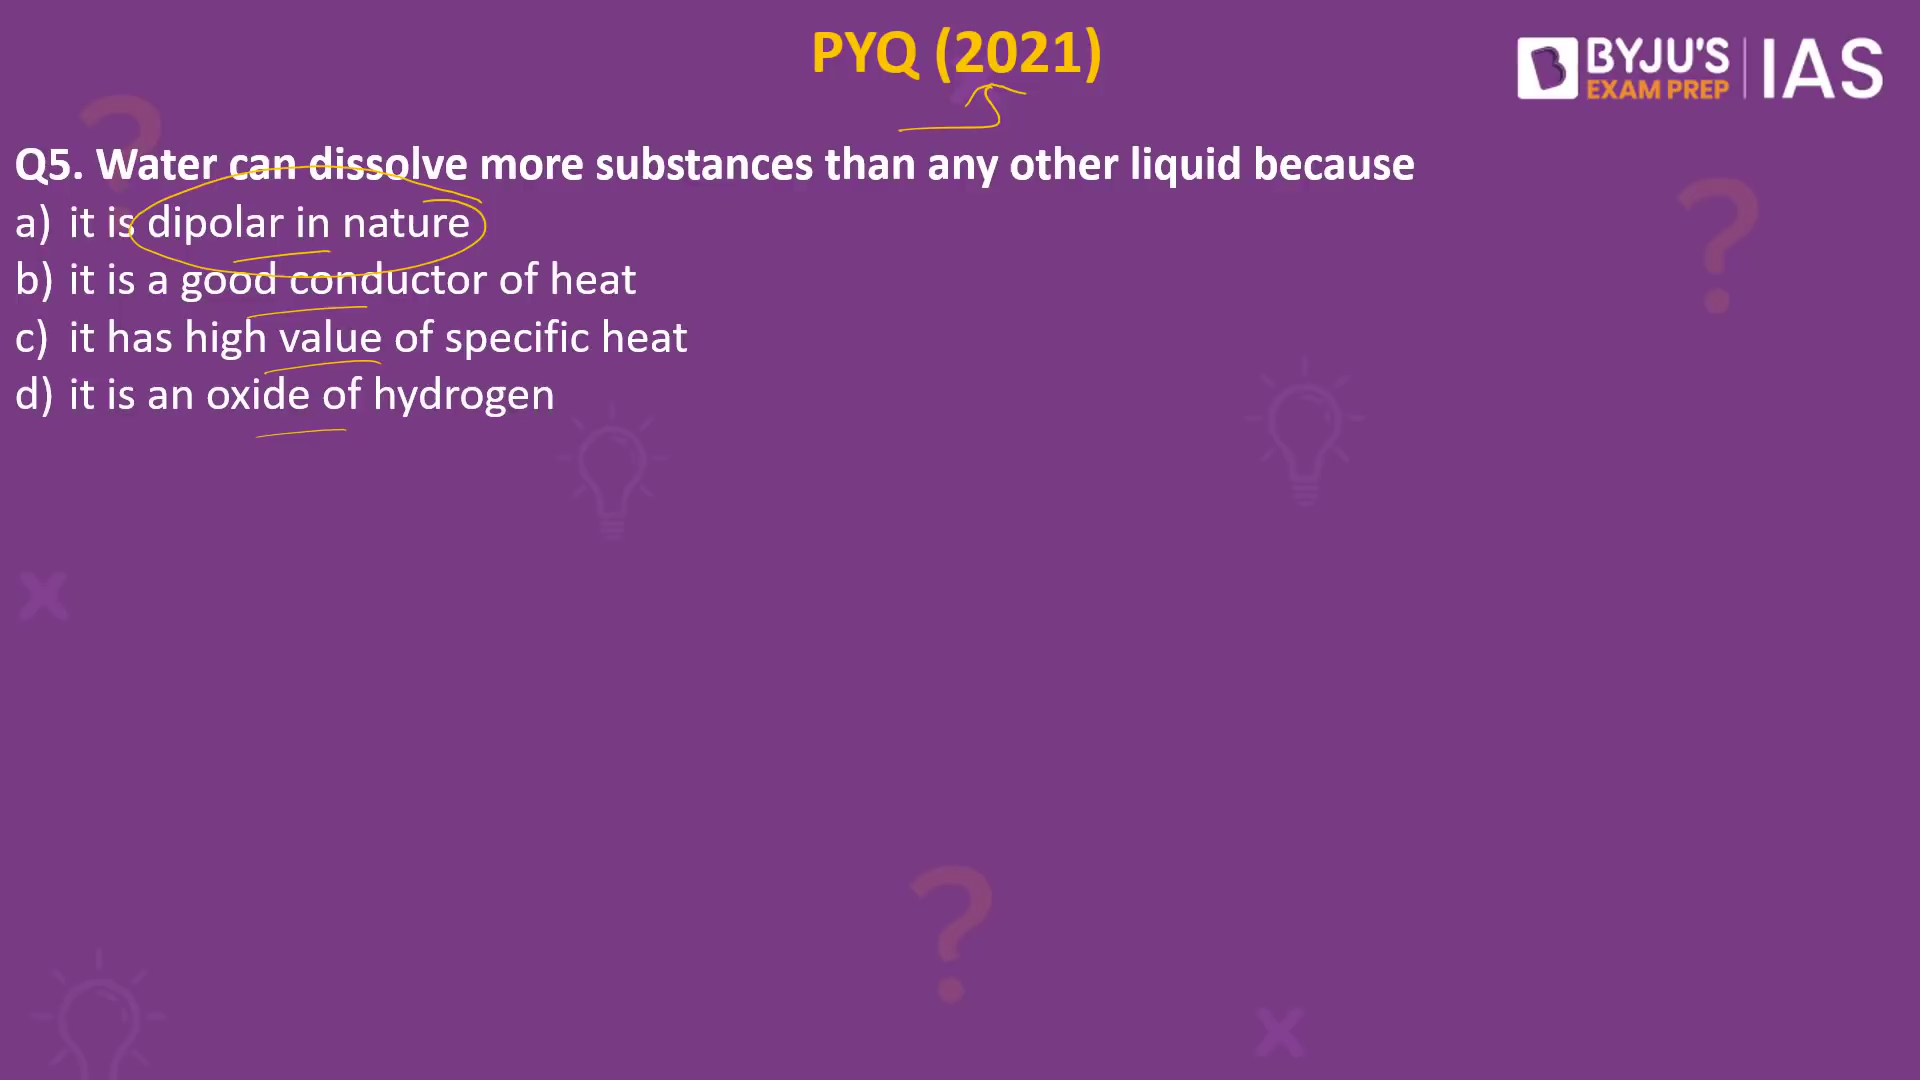 PYQ (2021)
BYJU'S
EXAM PREP
IAS
Q5. Water can dissolve more substances than any other liquid because
a) it is dipolar in nature
b) it is a good conductor of heat
c) it has high value of specific heat
d) it is an oxide of hydrogen